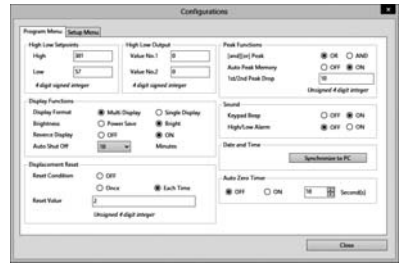 Configurations
Program Menu Setup Menu
High Low Setpoints
High 301
Low 57
4 digit signed integer
High Low Output
Value No.1 0
Value No.2 0
4 digit signed integer
Peak Functions
[and][or] Peak OR AND
Auto Peak Memory OFF ON
1st/2nd Peak Drop 10
Unsigned 4 digit integer
Display Functions
Display Format Multi Display Single Display
Brightness Power Save Bright
Reverce Display OFF ON
Auto Shut Off 10 Minutes
Sound
Keypad Beep OFF ON
High/Low Alarm OFF ON
Date and Time
Synchronize to PC
Displacement Reset
Reset Condition OFF
Once Each Time
Reset Value 2
Unsigned 4 digit integer
Auto Zero Timer
OFF ON 10 Second[s]
Close